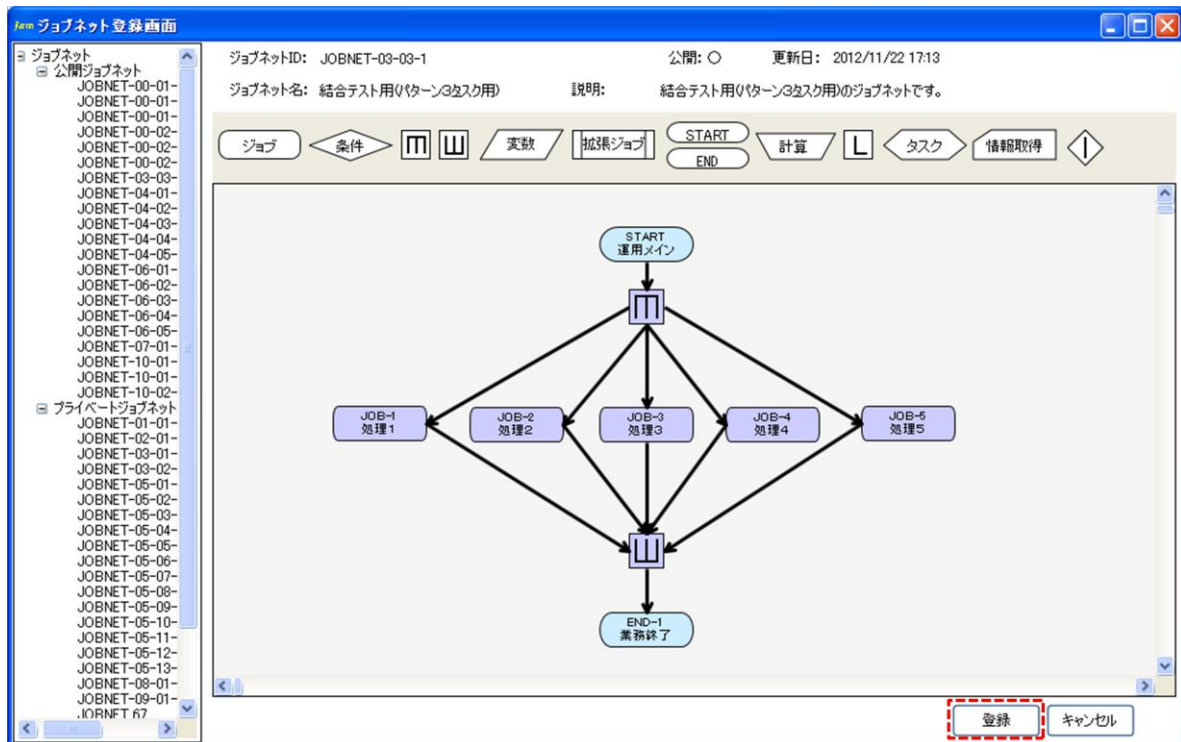 Jam ジョブネット登録画面
ジョブネット
公開ジョブネット
JOBNET-00-01-
JOBNET-00-01-
JOBNET-00-01-
JOBNET-00-02-
JOBNET-00-02-
JOBNET-00-02-
JOBNET-03-03-
JOBNET-04-01-
JOBNET-04-02-
JOBNET-04-03-
JOBNET-04-04-
JOBNET-04-05-
JOBNET-06-01-
JOBNET-06-02-
JOBNET-06-03-
JOBNET-06-04-
JOBNET-06-05-
JOBNET-07-01-
JOBNET-10-01-
JOBNET-10-01-
JOBNET-10-02-
プライベートジョブネット
JOBNET-01-01-
JOBNET-02-01-
JOBNET-03-01-
JOBNET-03-02-
JOBNET-05-01-
JOBNET-05-02-
JOBNET-05-03-
JOBNET-05-04-
JOBNET-05-05-
JOBNET-05-06-
JOBNET-05-07-
JOBNET-05-08-
JOBNET-05-09-
JOBNET-05-10-
JOBNET-05-11-
JOBNET-05-12-
JOBNET-05-13-
JOBNET-08-01-
JOBNET-09-01-
JOBNET 67
ジョブネットID: JOBNET-03-03-1 公開: ○ 更新日: 2012/11/22 17:13
ジョブネット名: 結合テスト用(パターン3タスク用) 説明: 結合テスト用(パターン3タスク用)のジョブネットです。
ジョブ 条件 変数 拡張ジョブ START END 計算 L タスク 情報取得
START
運用メイン
JOB-1
処理1
JOB-2
処理2
JOB-3
処理3
JOB-4
処理4
JOB-5
処理5
END-1
業務終了
登録 キャンセル